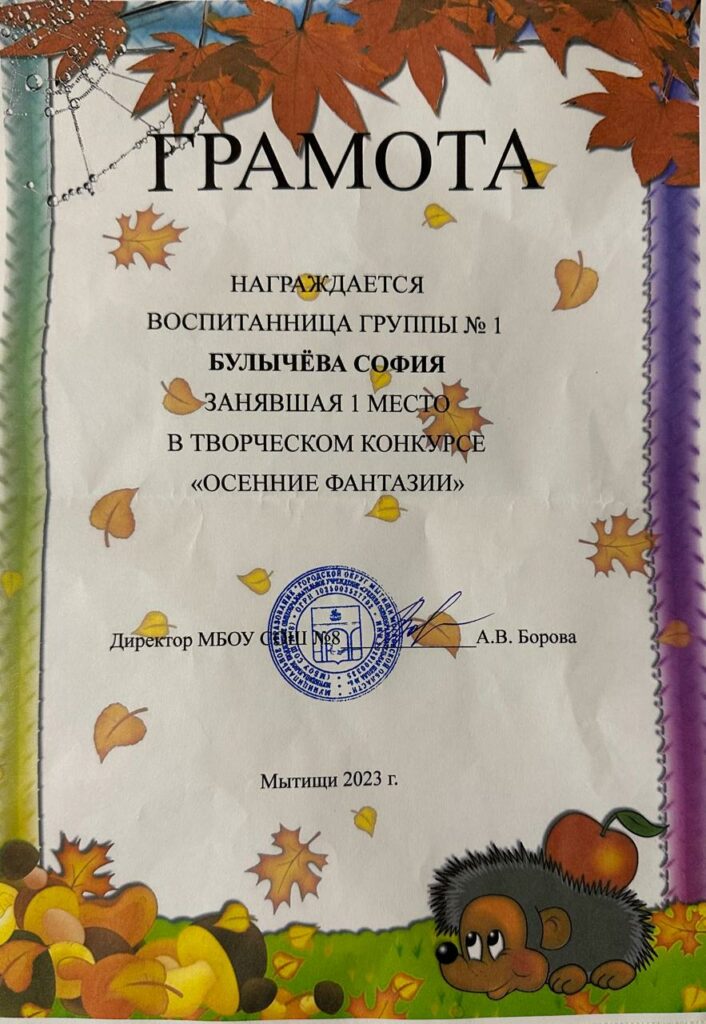 ГРАМОТА
НАГРАЖДАЕТСЯ
ВОСПИТАННИЦА ГРУППЫ № 1
БУЛЫЧЁВА СОФИЯ
ЗАНЯВШАЯ 1 МЕСТО
В ТВОРЧЕСКОМ КОНКУРСЕ
«ОСЕННИЕ ФАНТАЗИИ»
Директор МБОУ СОШ №8 А.В. Борова
Мытищи 2023 г.